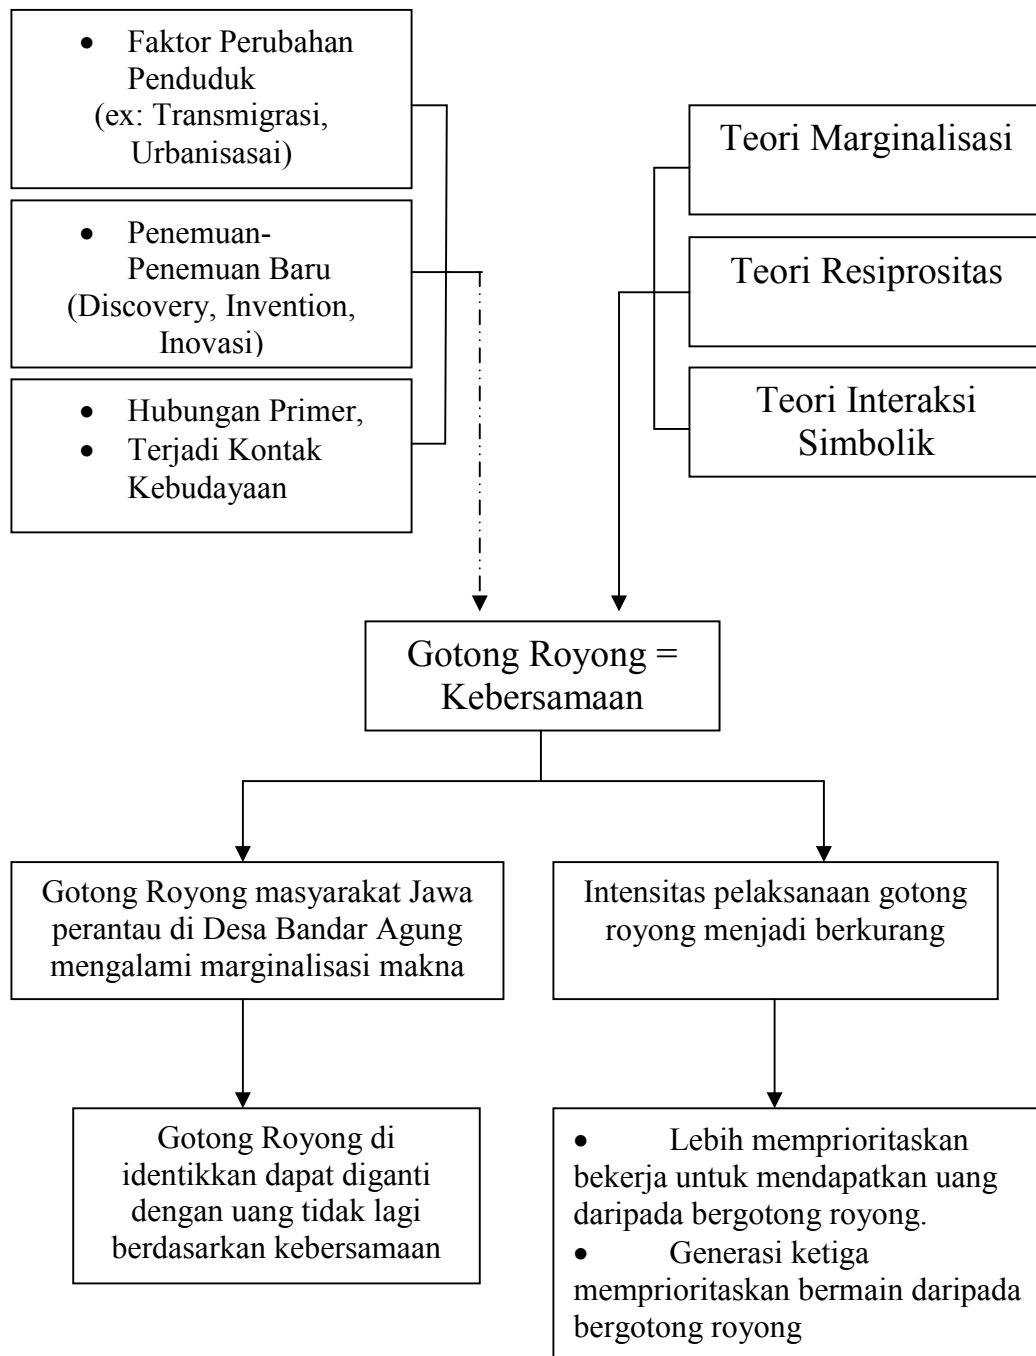 • Faktor Perubahan
Penduduk
(ex: Transmigrasi,
Urbanisasai)
• Penemuan-
Penemuan Baru
(Discovery, Invention,
Inovasi)
• Hubungan Primer,
• Terjadi Kontak
Kebudayaan
Teori Marginalisasi
Teori Resiprositas
Teori Interaksi
Simbolik
Gotong Royong =
Kebersamaan
Gotong Royong masyarakat Jawa
perantau di Desa Bandar Agung
mengalami marginalisasi makna
Intensitas pelaksanaan gotong
royong menjadi berkurang
Gotong Royong di
identikkan dapat diganti
dengan uang tidak lagi
berdasarkan kebersamaan
• Lebih memprioritaskan
bekerja untuk mendapatkan uang
daripada bergotong royong.
• Generasi ketiga
memprioritaskan bermain daripada
bergotong royong